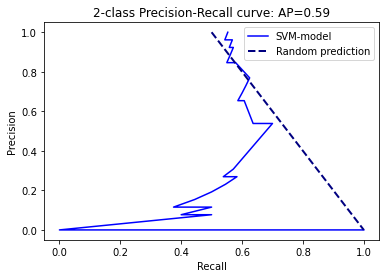 2-class Precision-Recall curve: AP=0.59
SVM-model
Random prediction
Precision
1.0
0.8
0.6
0.4
0.2
0.0
0.0 0.2 0.4 0.6 0.8 1.0
Recall